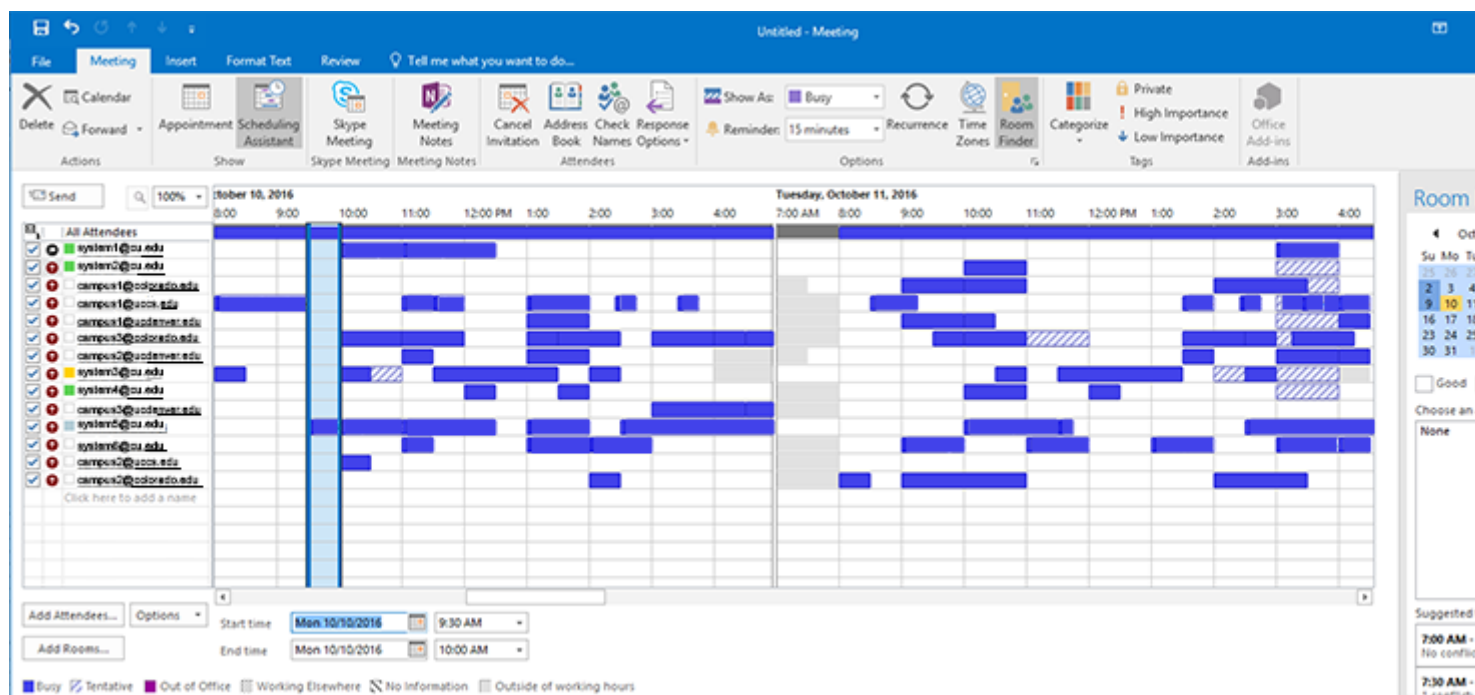 Untitled - Meeting
File Meeting Insert Format Text Review Tell me what you want to do...
Delete Calendar Forward
Actions
Appointment Scheduling Assistant
Show
Skype Meeting
Skype Meeting
Meeting Notes
Meeting Notes
Cancel Invitation Address Book Check Names Response Options
Attendees
Show As: Busy
Reminder: 15 minutes
Recurrence Time Zones Room Finder
Options
Categorize Private
High Importance
Low Importance
Tags
Office Add-ins
Add-ins
Send 100%
tober 10, 2016 Tuesday, October 11, 2016
8:00 9:00 10:00 11:00 12:00 PM 1:00 2:00 3:00 4:00 7:00 AM 8:00 9:00 10:00 11:00 12:00 PM 1:00 2:00 3:00 4:00
All Attendees
system1@cu.edu
system2@cu.edu
campus1@colorado.edu
campus1@uccs.edu
campus1@ucdenver.edu
campus3@colorado.edu
campus2@ucdenver.edu
system3@cu.edu
system4@cu.edu
campus3@ucdenver.edu
system5@cu.edu
system6@cu.edu
campus2@uccs.edu
campus2@colorado.edu
Click here to add a name
Add Attendees... Options
Add Rooms...
Start time Mon 10/10/2016 9:30 AM
End time Mon 10/10/2016 10:00 AM
Busy Tentative Out of Office Working Elsewhere No Information Outside of working hours
Room
Oct
Su Mo Tu
25 26 2
2 3 4
9 10 11
16 17 18
23 24 25
30 31 1
Good
Choose an
None
Suggested
7:00 AM -
No conflic
7:30 AM -